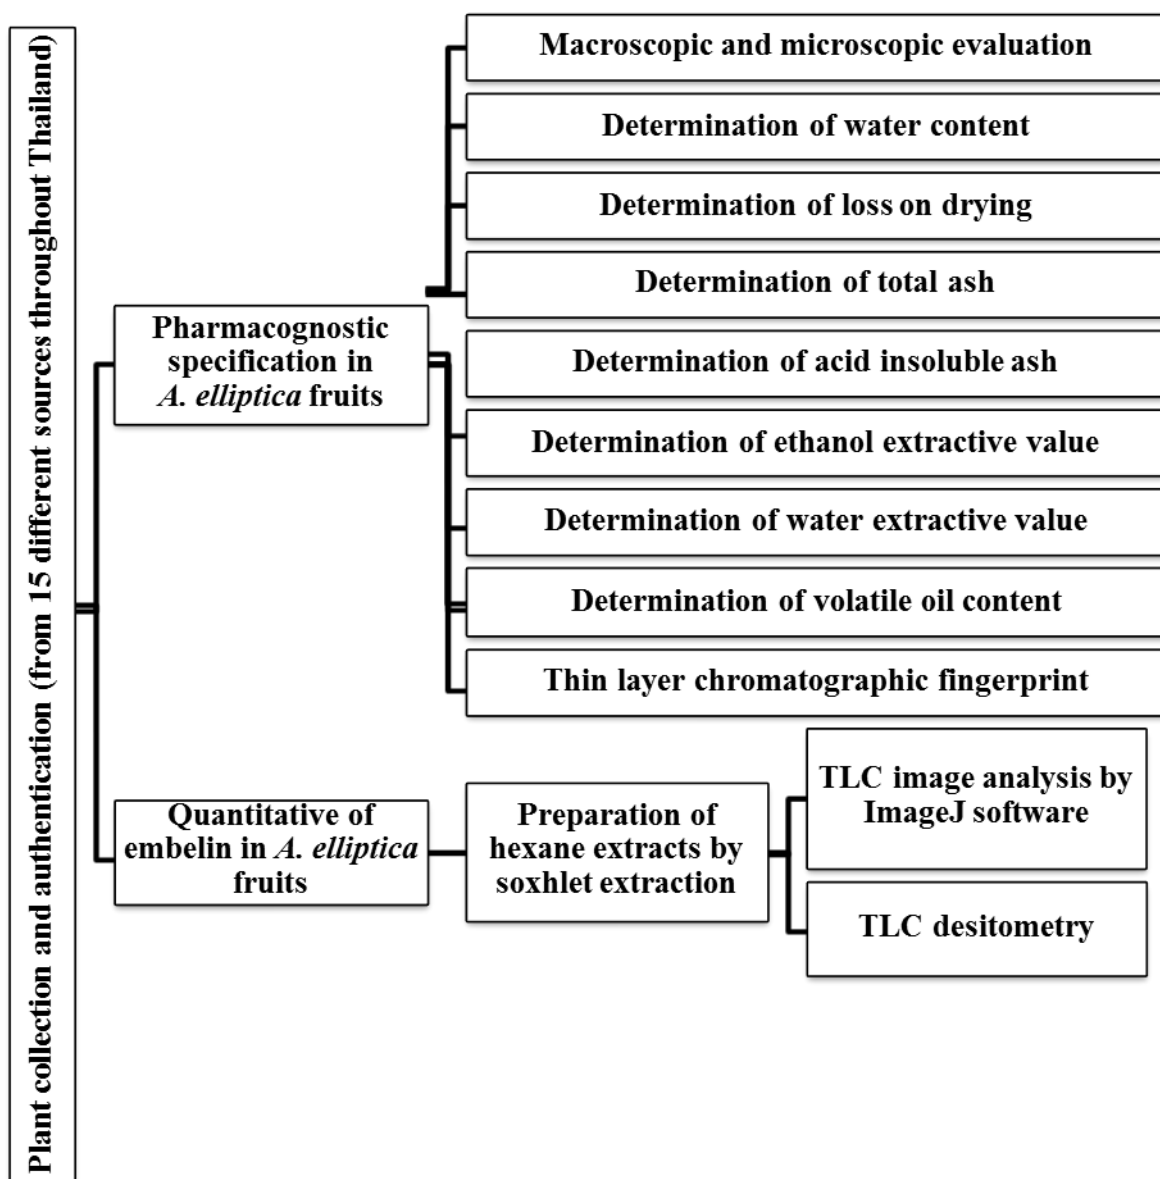 Plant collection and authentication (from 15 different sources throughout Thailand)
Pharmacognostic
specification in
A. elliptica fruits
Macroscopic and microscopic evaluation
Determination of water content
Determination of loss on drying
Determination of total ash
Determination of acid insoluble ash
Determination of ethanol extractive value
Determination of water extractive value
Determination of volatile oil content
Thin layer chromatographic fingerprint
Quantitative of
embelin in A. elliptica
fruits
Preparation of
hexane extracts by
soxhlet extraction
TLC image analysis by
ImageJ software
TLC desitometry